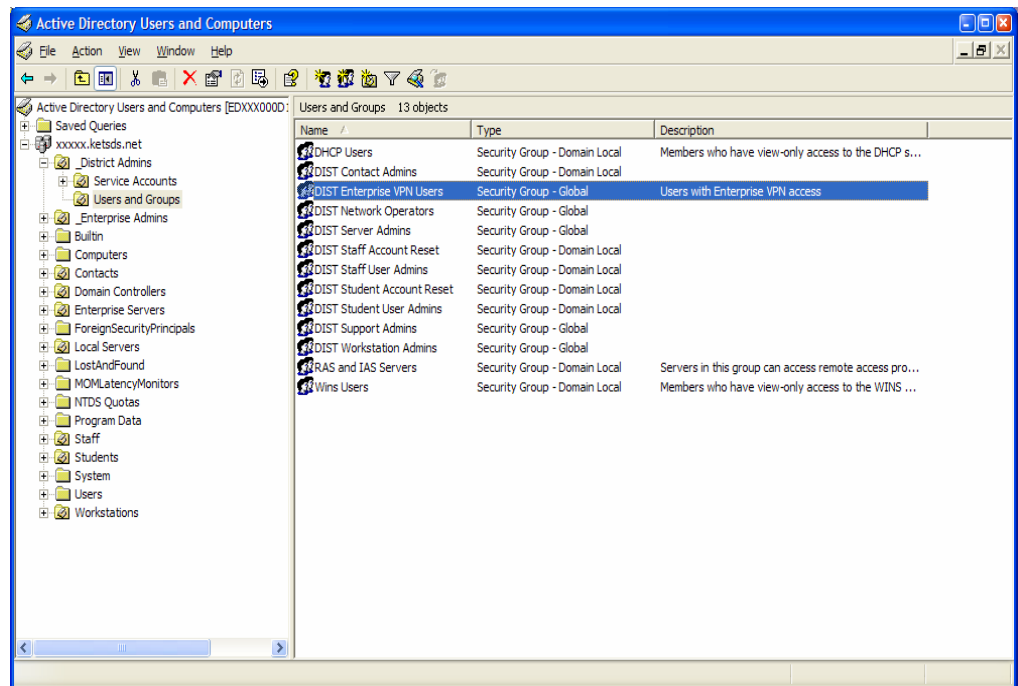 Active Directory Users and Computers
File Action View Window Help
Active Directory Users and Computers [EDXXX000D1
Users and Groups 13 objects
Saved Queries
xxxxx.ketsds.net
_District Admins
Service Accounts
Users and Groups
_Enterprise Admins
Builtin
Computers
Contacts
Domain Controllers
Enterprise Servers
ForeignSecurityPrincipals
Local Servers
LostAndFound
MOMLatencyMonitors
NTDS Quotas
Program Data
Staff
Students
System
Users
Workstations
Name Type Description
DHCP Users Security Group - Domain Local Members who have view-only access to the DHCP s...
DIST Contact Admins Security Group - Domain Local
DIST Enterprise VPN Users Security Group - Global Users with Enterprise VPN access
DIST Network Operators Security Group - Global
DIST Server Admins Security Group - Global
DIST Staff Account Reset Security Group - Domain Local
DIST Staff User Admins Security Group - Domain Local
DIST Student Account Reset Security Group - Domain Local
DIST Student User Admins Security Group - Domain Local
DIST Support Admins Security Group - Global
DIST Workstation Admins Security Group - Global
RAS and IAS Servers Security Group - Domain Local Servers in this group can access remote access pro...
Wins Users Security Group - Domain Local Members who have view-only access to the WINS ...